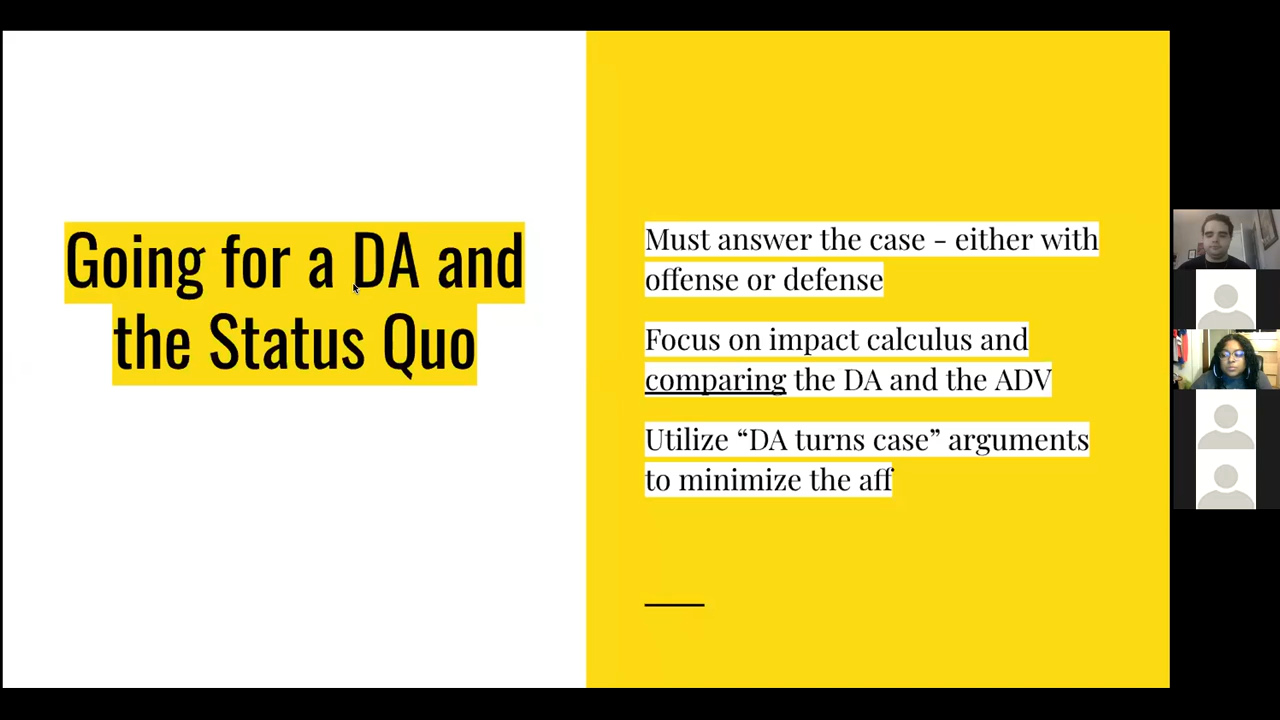 Going for a DA and
the Status Quo
Must answer the case - either with
offense or defense
Focus on impact calculus and
comparing the DA and the ADV
Utilize “DA turns case” arguments
to minimize the aff